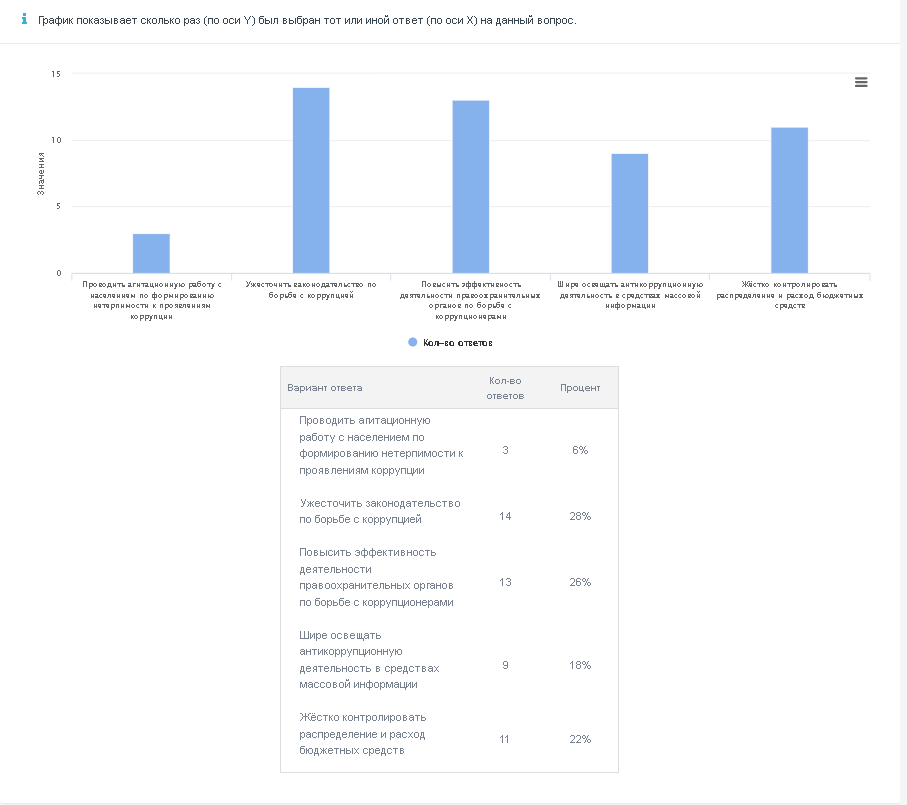 График показывает сколько раз (по оси Y) был выбран тот или иной ответ (по оси X) на данный вопрос.
15
10
5
0
Значения
Проводить агитационную работу с
населением по формированию
нетерпимости к проявлениям
коррупции
Ужесточить законодательство по
борьбе с коррупцией
Повысить эффективность
деятельности правоохранительных
органов по борьбе с
коррупционерами
Шире освещать антикоррупционную
деятельность в средствах массовой
информации
Жёстко контролировать
распределение и расход бюджетных
средств
Кол-во ответов
Вариант ответа
Кол-во
ответов
Процент
Проводить агитационную
работу с населением по
формированию нетерпимости к
проявлениям коррупции
3
6%
Ужесточить законодательство
по борьбе с коррупцией
14
28%
Повысить эффективность
деятельности
правоохранительных органов
по борьбе с коррупционерами
13
26%
Шире освещать
антикоррупционную
деятельность в средствах
массовой информации
9
18%
Жёстко контролировать
распределение и расход
бюджетных средств
11
22%